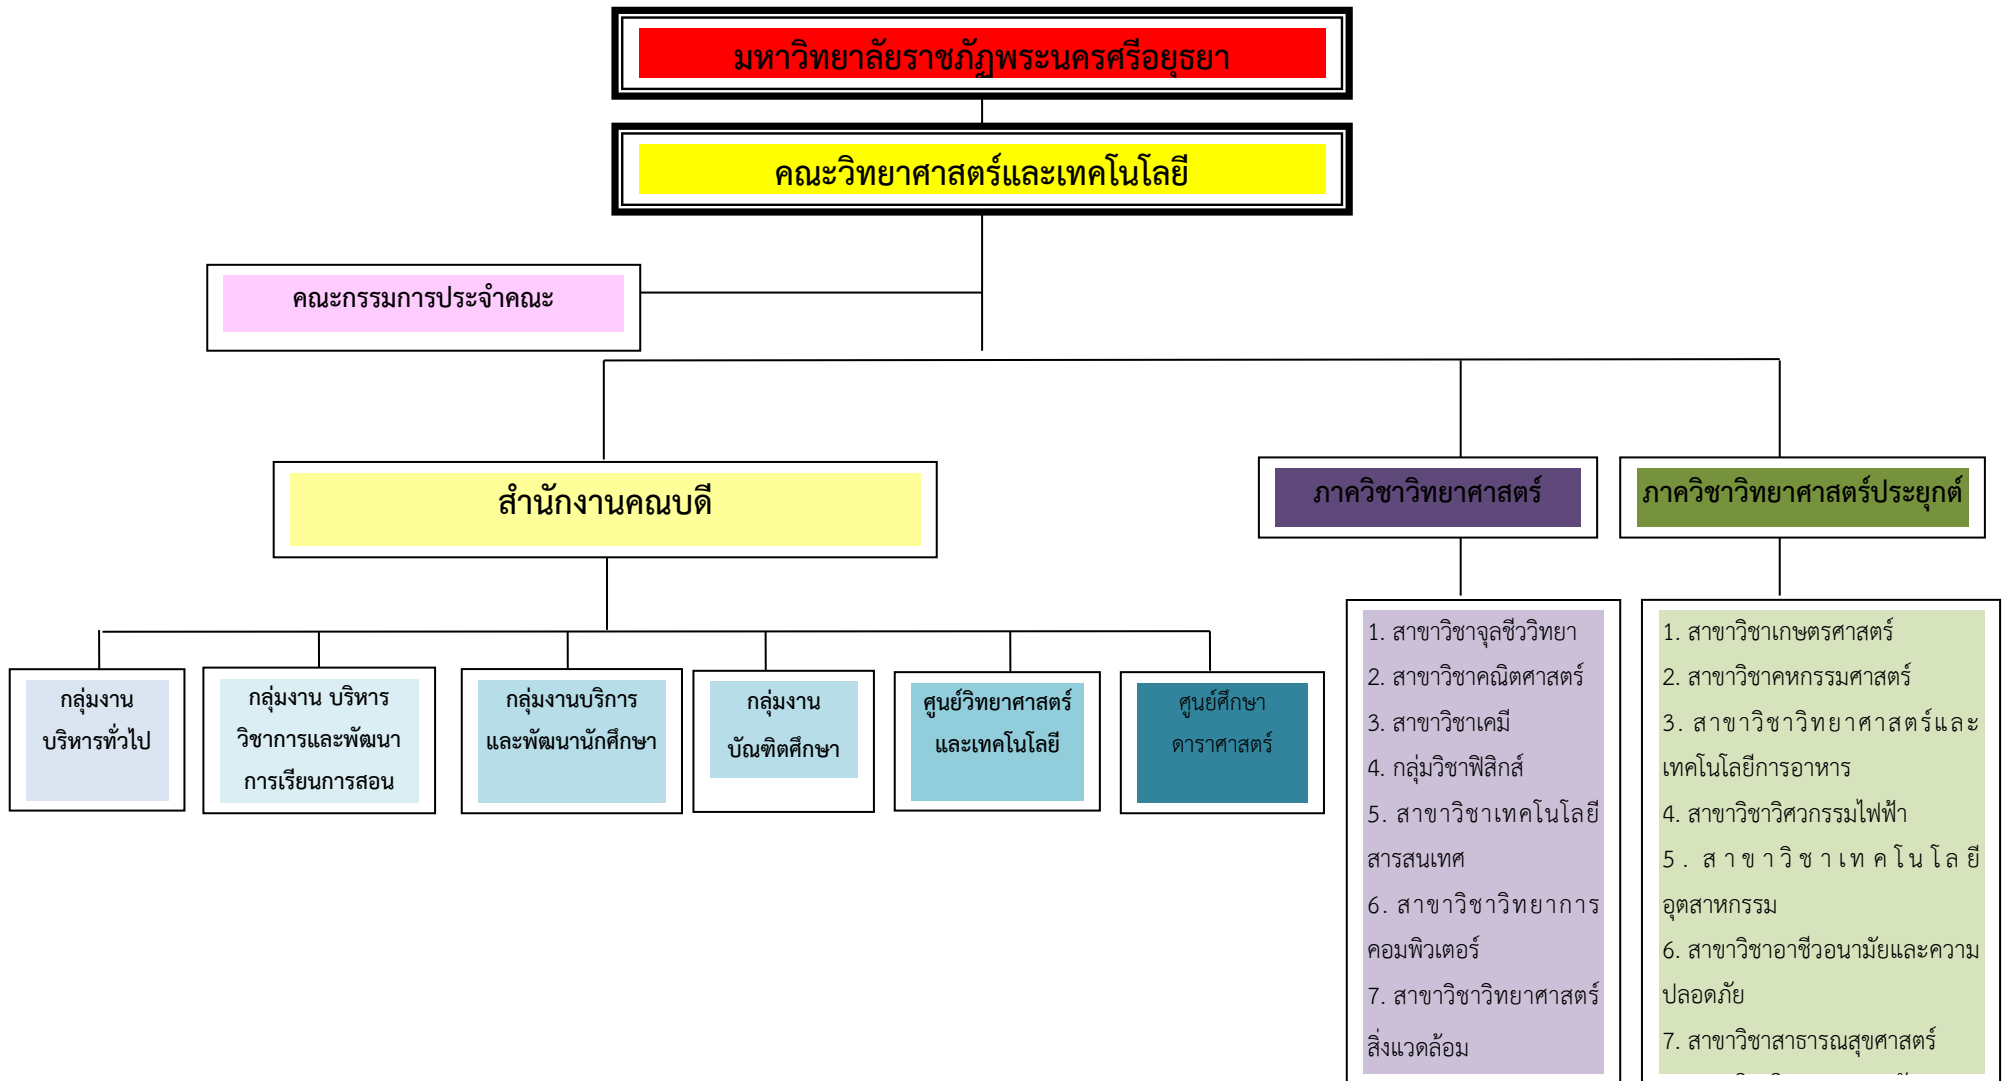 มหาวิทยาลัยราชภัฏพระนครศรีอยุธยา
คณะวิทยาศาสตร์และเทคโนโลยี
คณะกรรมการประจำคณะ
สำนักงานคณบดี
ภาควิชาวิทยาศาสตร์
ภาควิชาวิทยาศาสตร์ประยุกต์
กลุ่มงาน
บริหารทั่วไป
กลุ่มงาน บริหาร
วิชาการและพัฒนา
การเรียนการสอน
กลุ่มงานบริการ
และพัฒนานักศึกษา
กลุ่มงาน
บัณฑิตศึกษา
ศูนย์วิทยาศาสตร์
และเทคโนโลยี
ศูนย์ศึกษา
ดาราศาสตร์
1. สาขาวิชาจุลชีววิทยา
2. สาขาวิชาคณิตศาสตร์
3. สาขาวิชาเคมี
4. กลุ่มวิชาฟิสิกส์
5. สาขาวิชาเทคโนโลยี
สารสนเทศ
6. สาขาวิชาวิทยาการ
คอมพิวเตอร์
7. สาขาวิชาวิทยาศาสตร์
สิ่งแวดล้อม
1. สาขาวิชาเกษตรศาสตร์
2. สาขาวิชาคหกรรมศาสตร์
3. สาขาวิชาวิทยาศาสตร์และ
เทคโนโลยีการอาหาร
4. สาขาวิชาวิศวกรรมไฟฟ้า
5. สาขาวิชาเทคโนโลยี
อุตสาหกรรม
6. สาขาวิชาอาชีวอนามัยและความ
ปลอดภัย
7. สาขาวิชาสาธารณสุขศาสตร์